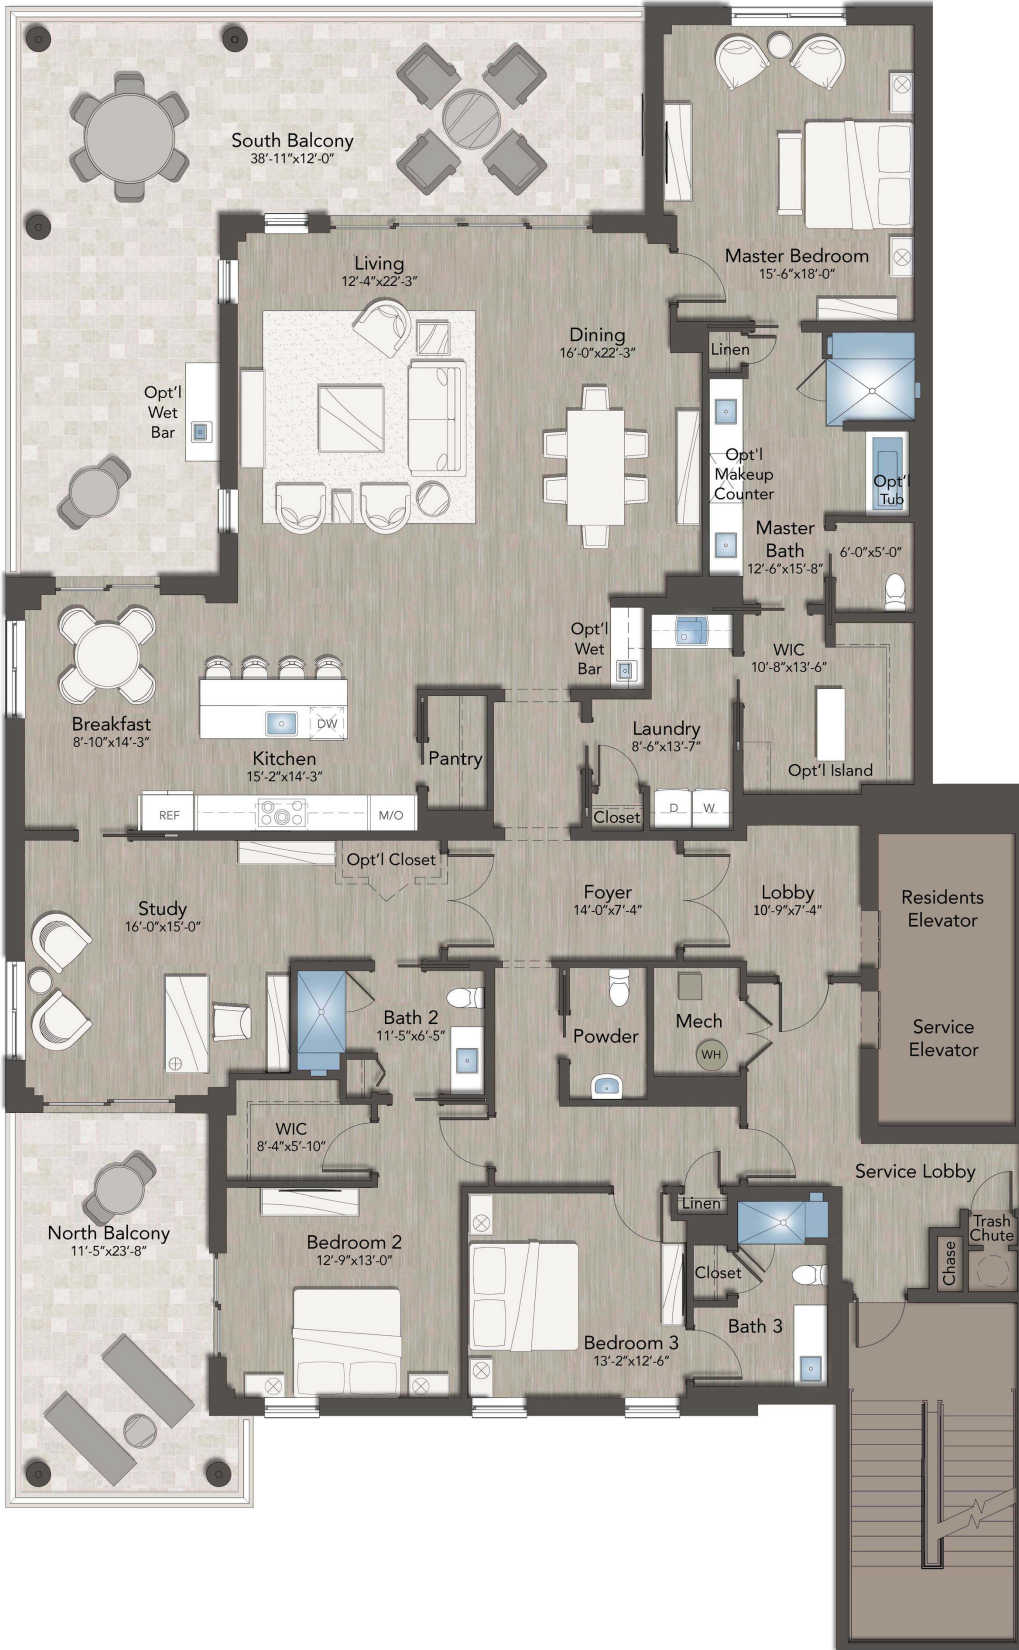 South Balcony
38'-11"x12'-0"
Master Bedroom
15'-6"x18'-0"
Living
12'-4"x22'-3"
Dining
16'-0"x22'-3"
Linen
Opt'l
Wet
Bar
Opt'l
Makeup
Counter
Opt'l
Tub
Master
Bath
12'-6"x15'-8"
6'-0"x5'-0"
Opt'l
Wet
Bar
WIC
10'-8"x13'-6"
Breakfast
8'-10"x14'-3"
DW
Kitchen
15'-2"x14'-3"
Pantry
Laundry
8'-6"x13'-7"
Opt'l Island
REF
M/O
Closet
D
W
Opt'l Closet
Study
16'-0"x15'-0"
Foyer
14'-0"x7'-4"
Lobby
10'-9"x7'-4"
Residents
Elevator
Bath 2
11'-5"x6'-5"
Powder
Mech
WH
Service
Elevator
WIC
8'-4"x5'-10"
Service Lobby
Linen
North Balcony
11'-5"x23'-8"
Bedroom 2
12'-9"x13'-0"
Trash
Chute
Chase
Closet
Bedroom 3
13'-2"x12'-6"
Bath 3